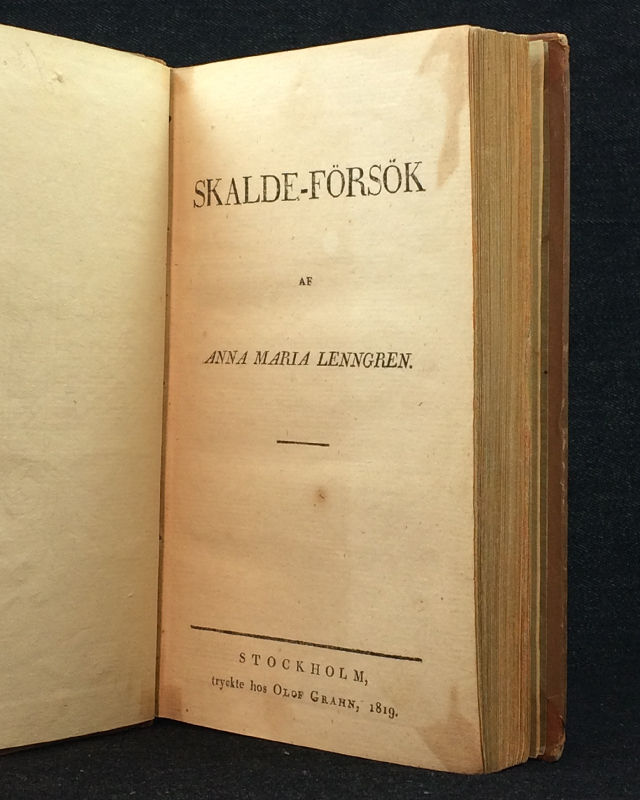 SKALDE-FÖRSÖK
AF
ANNA MARIA LENNGREN.
STOCKHOLM,
tryckte hos OLOF GRAHN, 1819.